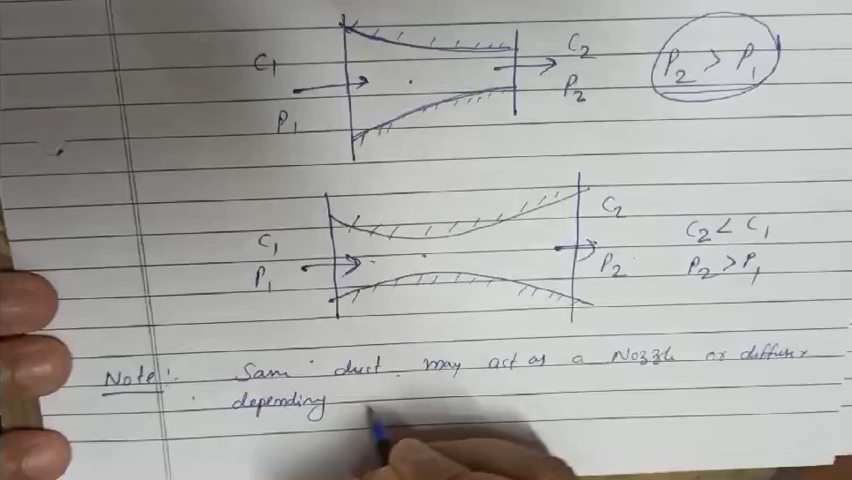 C1
P1
C2
P2
P2 > P1
C1
P1
C2
P2
C2 < C1
P2 > P1
Note: Same duct may act as a Nozzle or diffuser
depending